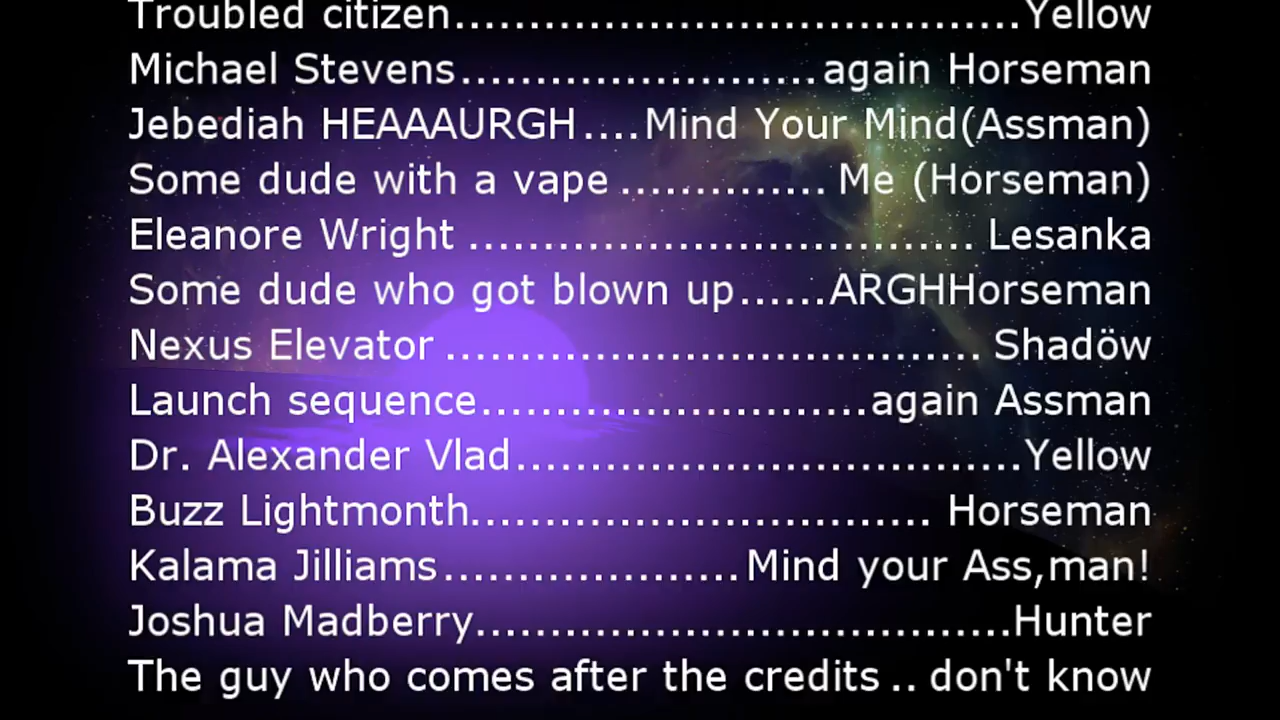 Troubled citizen......................................Yellow
Michael Stevens........................again Horseman
Jebediah HEAAAURGH....Mind Your Mind(Assman)
Some dude with a vape .............. Me (Horseman)
Eleanore Wright .................................. Lesanka
Some dude who got blown up......ARGHHorseman
Nexus Elevator .................................... Shadöw
Launch sequence..........................again Assman
Dr. Alexander Vlad..................................Yellow
Buzz Lightmonth............................... Horseman
Kalama Jilliams....................Mind your Ass,man!
Joshua Madberry....................................Hunter
The guy who comes after the credits .. don't know